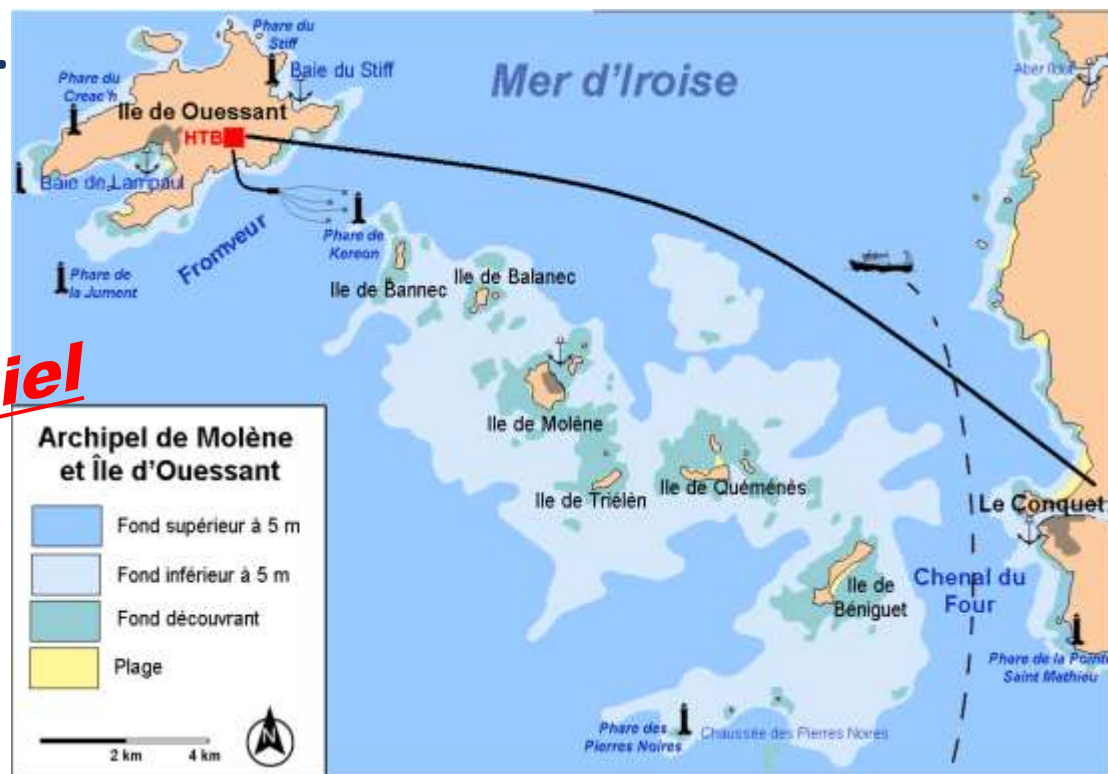 Phare du
Stiff
Baie du Stiff
Mer d'Iroise
Phare du
Creac'h
Ile de Ouessant
HTB
Baie de Lampaul
Fromveur
Phare de
Kereon
Phare de
la Jument
Ile de Bannec
Ile de Balanec
Ile de Molène
Ile de Trielèn
Ile de Quéménès
Le Conquet
Ile de
Béniguet
Chenal du
Four
Phare de la Pointe
Saint Mathieu
Phare des
Pierres Noires
Chaussée des Pierres Noires
iel
Archipel de Molène
et Île d'Ouessant
Fond supérieur à 5 m
Fond inférieur à 5 m
Fond découvrant
Plage
N
2 km
4 km